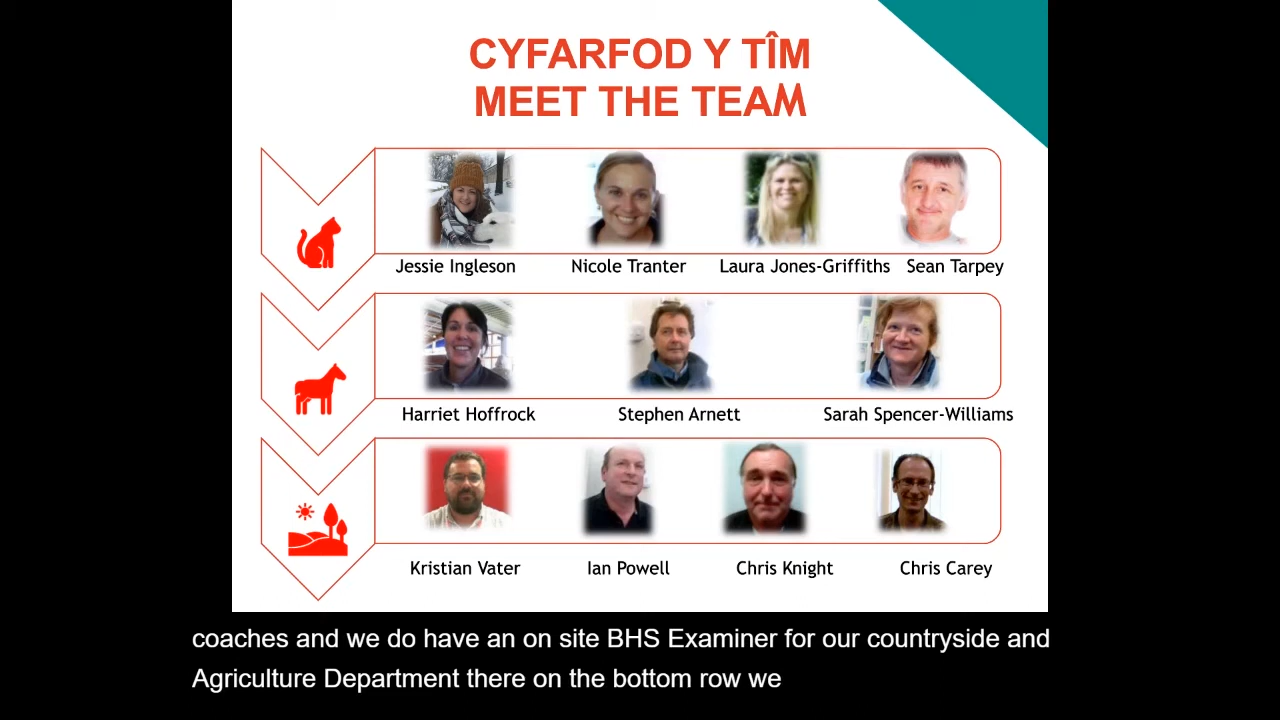 CYFARFOD Y TÎM
MEET THE TEAM
Jessie Ingleson Nicole Tranter Laura Jones-Griffiths Sean Tarpey
Harriet Hoffrock Stephen Arnett Sarah Spencer-Williams
Kristian Vater Ian Powell Chris Knight Chris Carey
coaches and we do have an on site BHS Examiner for our countryside and
Agriculture Department there on the bottom row we